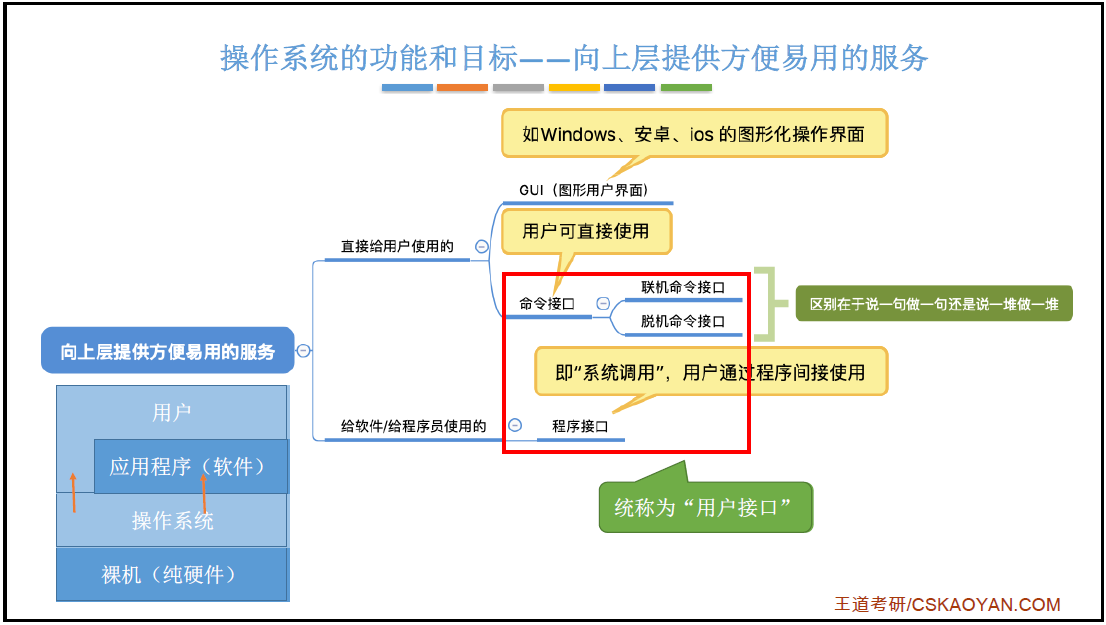 操作系统的功能和目标——向上层提供方便易用的服务
如Windows、安卓、ios 的图形化操作界面
GUI（图形用户界面）
用户可直接使用
直接给用户使用的
命令接口
联机命令接口
脱机命令接口
区别在于说一句做一句还是说一堆做一堆
向上层提供方便易用的服务
即“系统调用”，用户通过程序间接使用
给软件/给程序员使用的
程序接口
统称为“用户接口”
用户
应用程序（软件）
操作系统
裸机（纯硬件）
王道考研/CSKAOYAN.COM